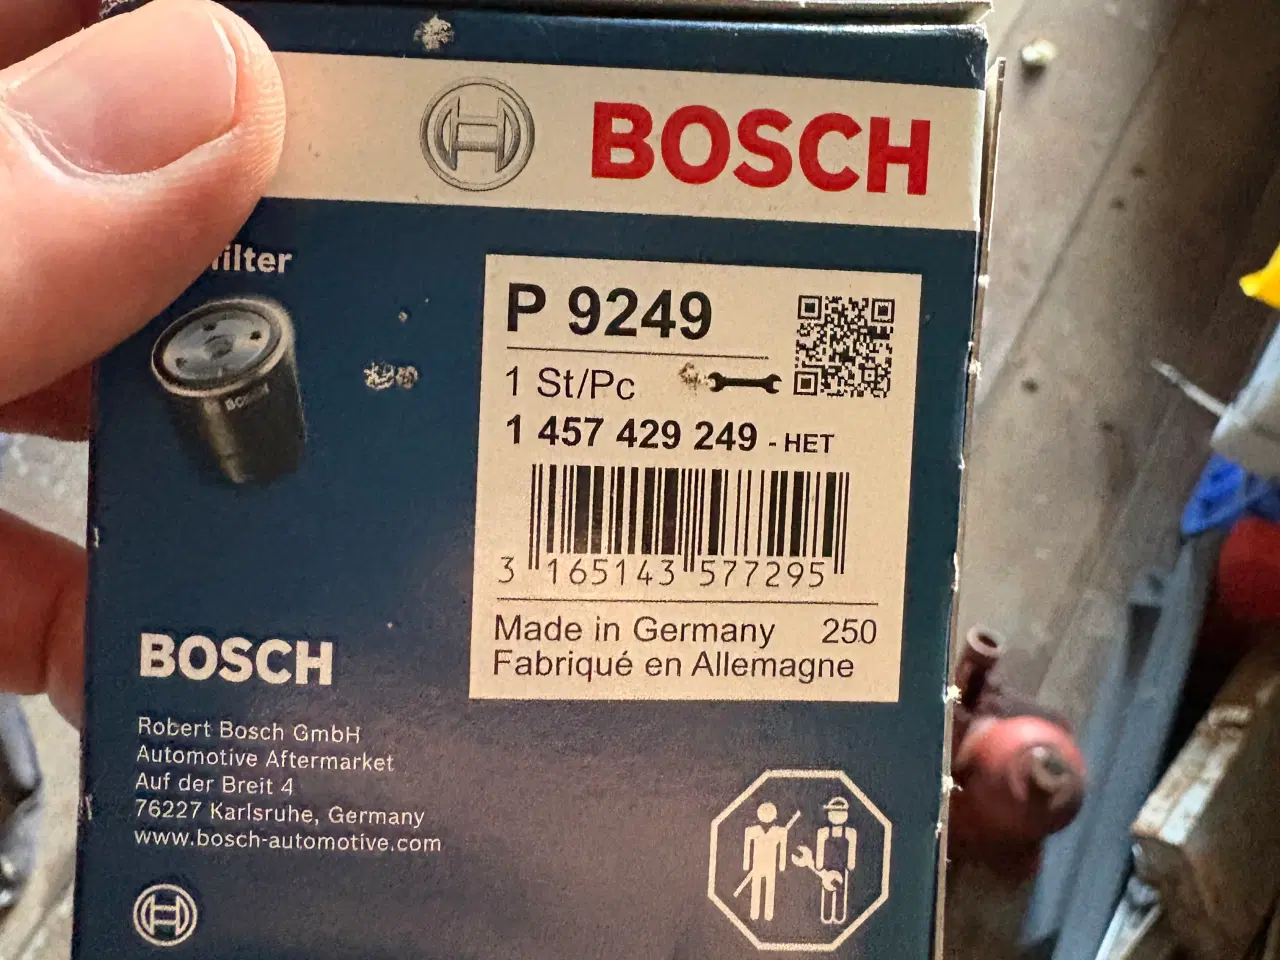 BOSCH
filter
P 9249
1 St/Pc
1 457 429 249 - HET
3 165143 577295
Made in Germany 250
Fabriqué en Allemagne
BOSCH
Robert Bosch GmbH
Automotive Aftermarket
Auf der Breit 4
76227 Karlsruhe, Germany
www.bosch-automotive.com